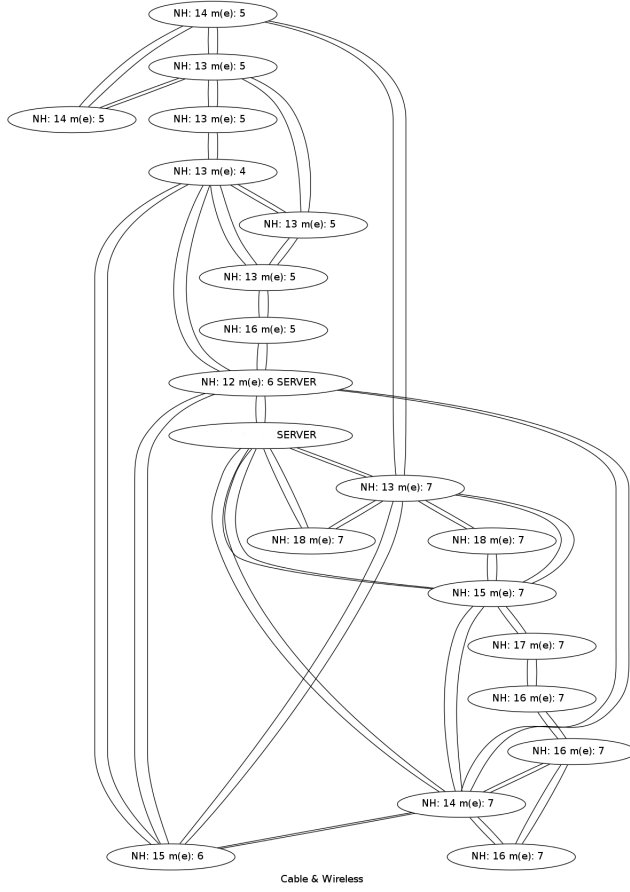 NH: 14 m(e): 5
NH: 13 m(e): 5
NH: 14 m(e): 5
NH: 13 m(e): 5
NH: 13 m(e): 4
NH: 13 m(e): 5
NH: 13 m(e): 5
NH: 16 m(e): 5
NH: 12 m(e): 6 SERVER
SERVER
NH: 13 m(e): 7
NH: 18 m(e): 7
NH: 18 m(e): 7
NH: 15 m(e): 7
NH: 17 m(e): 7
NH: 16 m(e): 7
NH: 16 m(e): 7
NH: 14 m(e): 7
NH: 15 m(e): 6
NH: 16 m(e): 7
Cable & Wireless